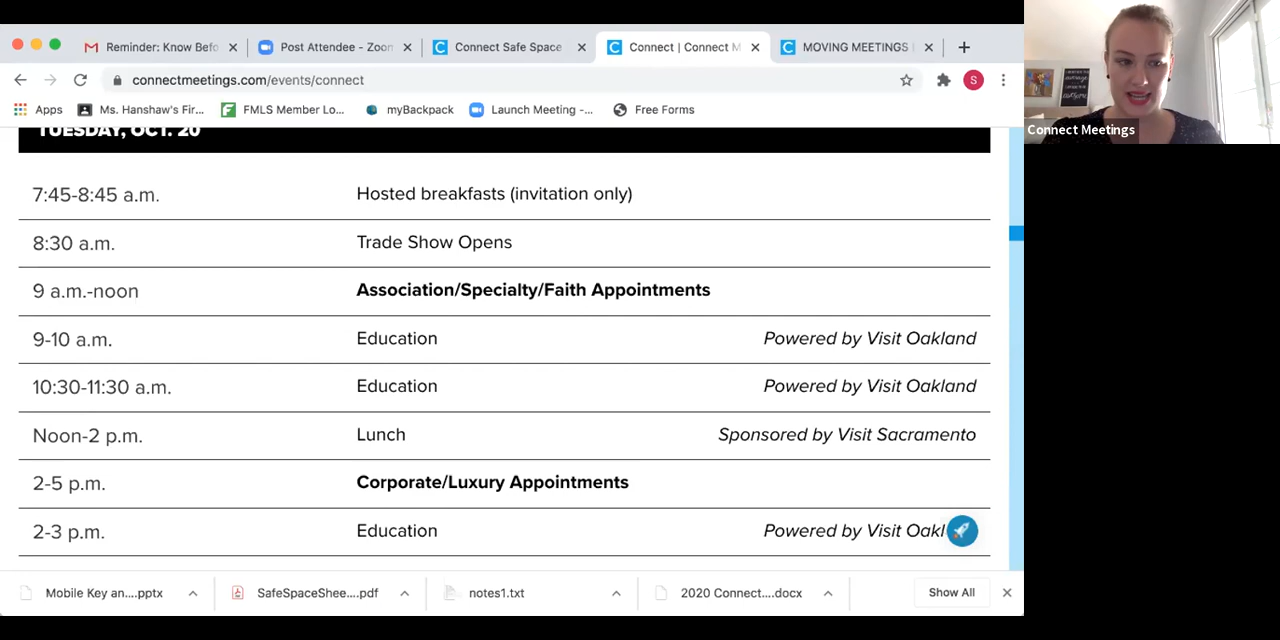 Reminder: Know Befo
Post Attendee - Zoom
Connect Safe Space
Connect | Connect M
MOVING MEETINGS
connectmeetings.com/events/connect
S
Apps
Ms. Hanshaw's Fir...
FMLS Member Lo...
myBackpack
Launch Meeting -...
Free Forms
Connect Meetings
TUESDAY, OCT. 20
7:45-8:45 a.m. Hosted breakfasts (invitation only)
8:30 a.m. Trade Show Opens
9 a.m.-noon Association/Specialty/Faith Appointments
9-10 a.m. Education Powered by Visit Oakland
10:30-11:30 a.m. Education Powered by Visit Oakland
Noon-2 p.m. Lunch Sponsored by Visit Sacramento
2-5 p.m. Corporate/Luxury Appointments
2-3 p.m. Education Powered by Visit Oakl
Mobile Key an....pptx
SafeSpaceShee....pdf
notes1.txt
2020 Connect....docx
Show All